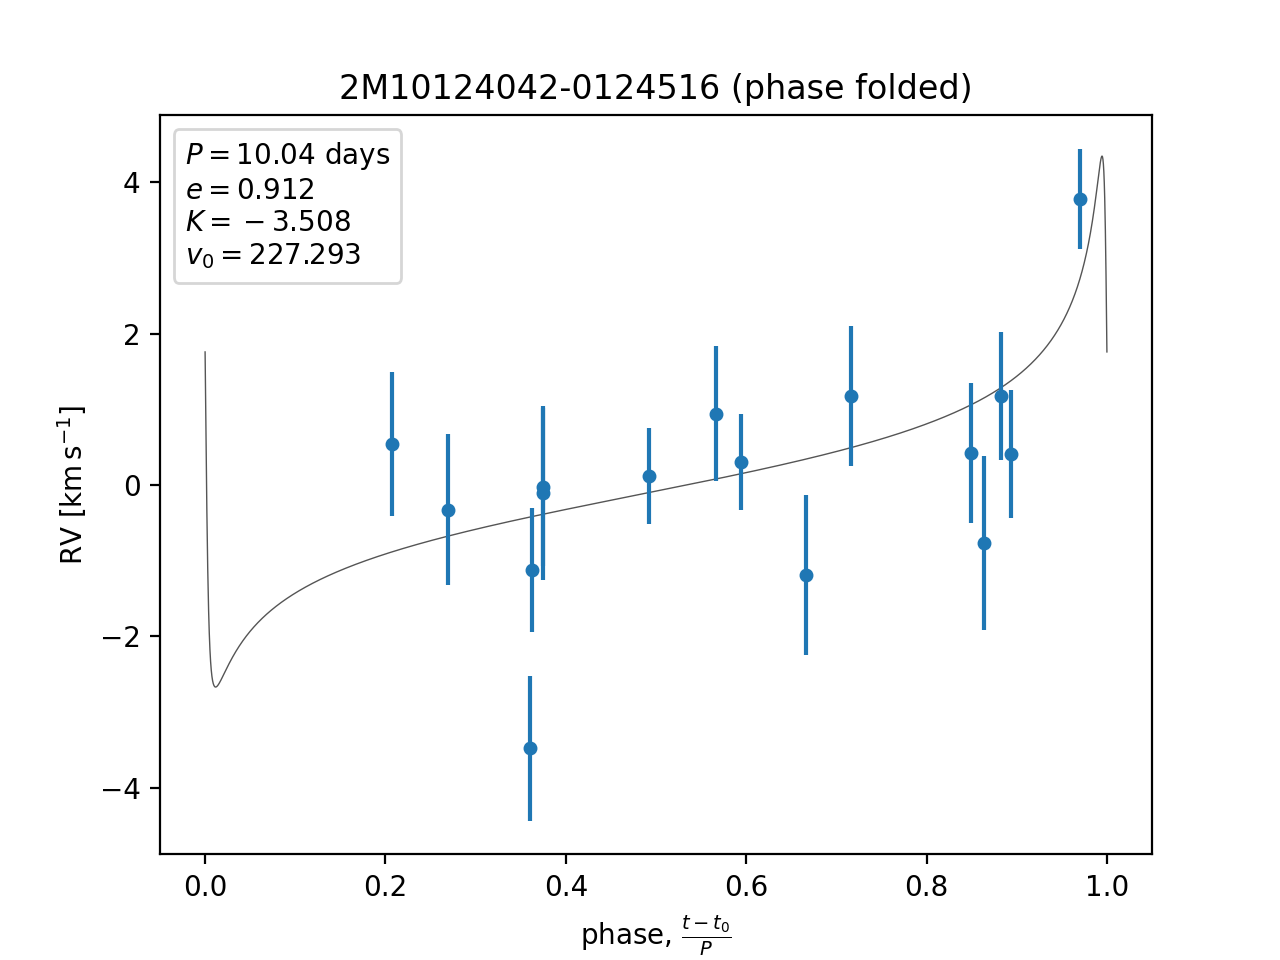 2M10124042-0124516 (phase folded)
P = 10.04 days
e = 0.912
K = −3.508
v₀ = 227.293
4
2
0
−2
−4
RV [km s⁻¹]
0.0 0.2 0.4 0.6 0.8 1.0
phase, (t − t₀)/P